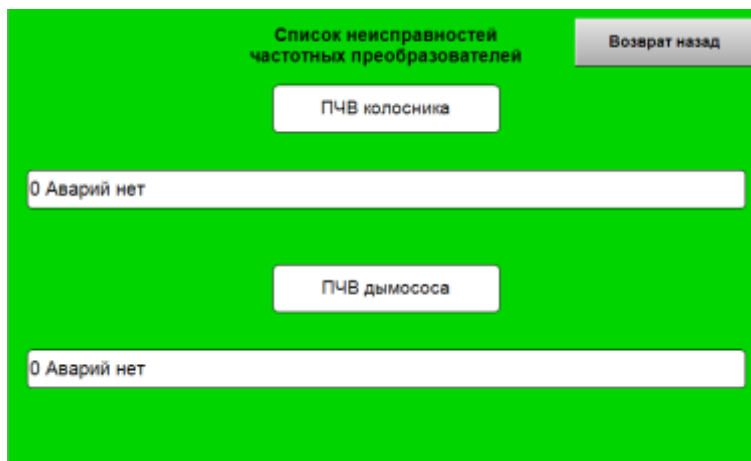 Список неисправностей
частотных преобразователей
Возврат назад
ПЧВ колосника
0 Аварий нет
ПЧВ дымососа
0 Аварий нет